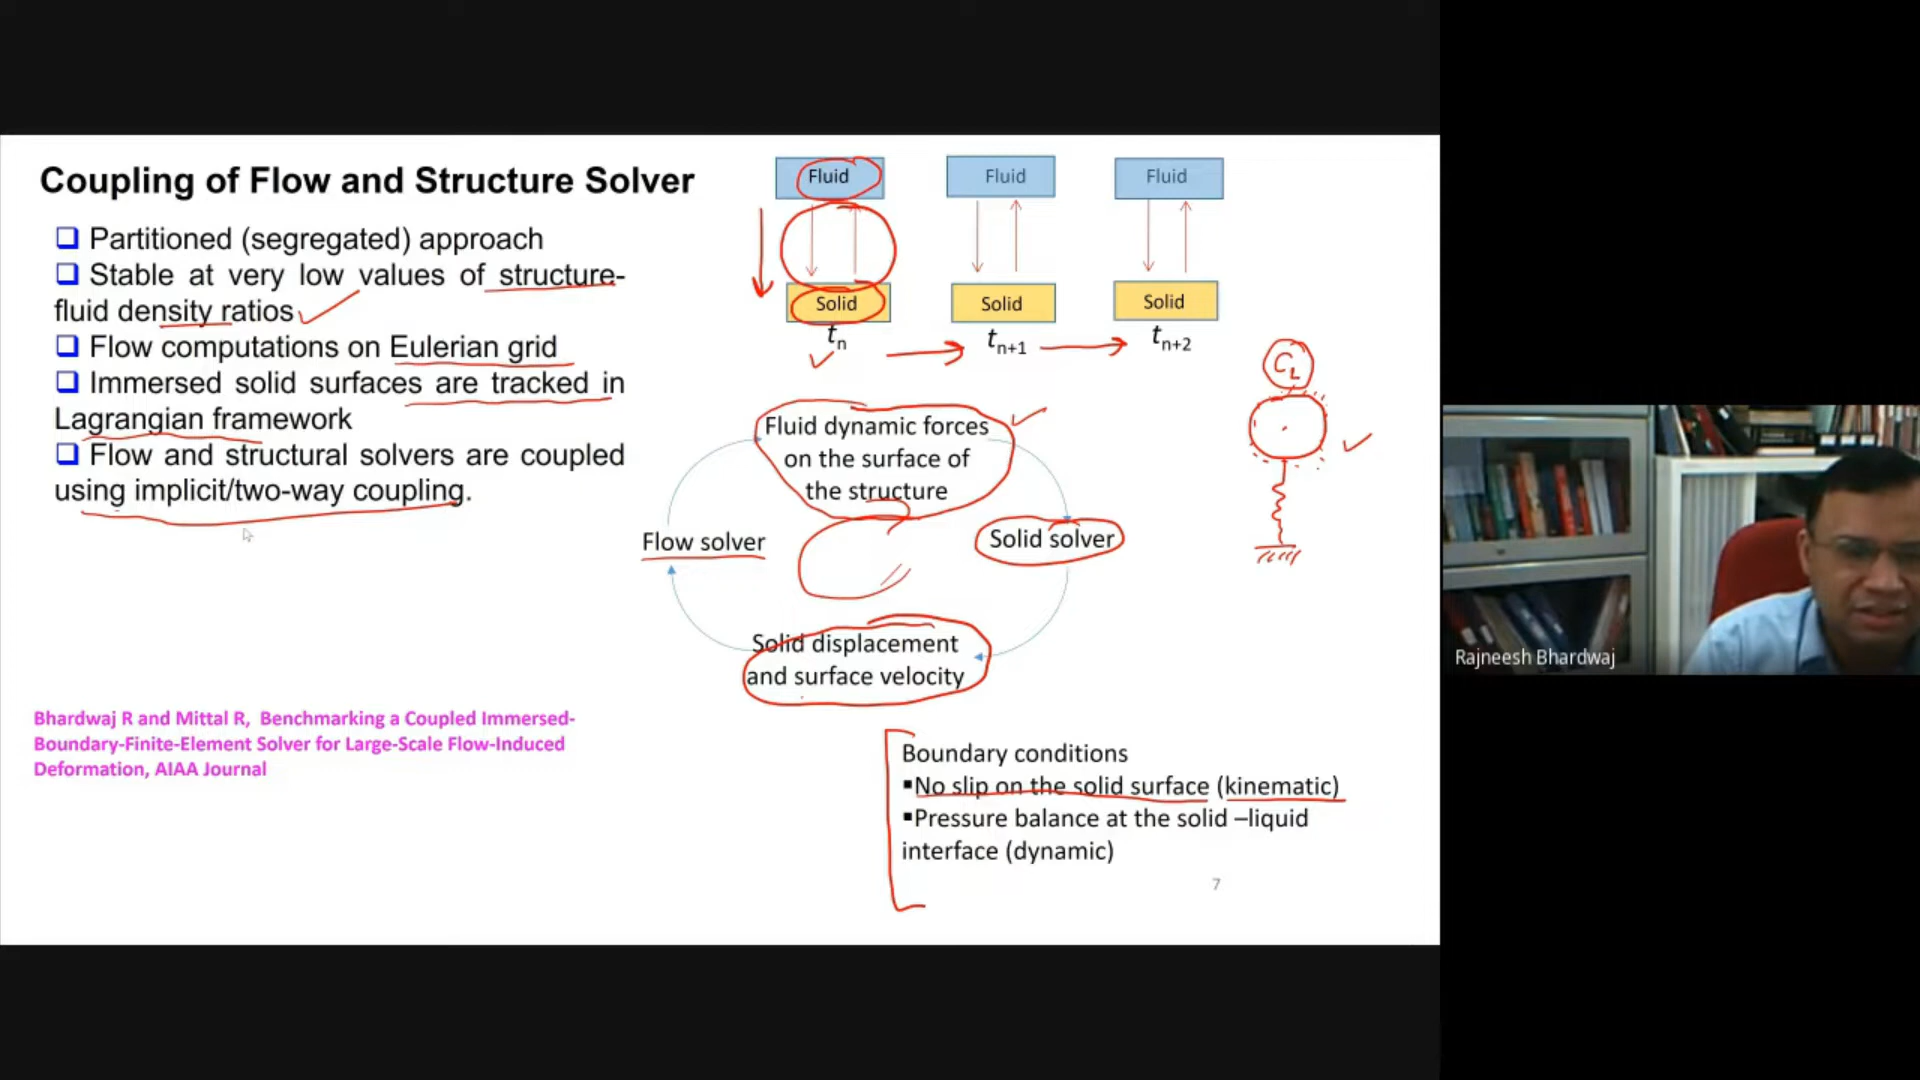 Coupling of Flow and Structure Solver
Partitioned (segregated) approach
Stable at very low values of structure-
fluid density ratios
Flow computations on Eulerian grid
Immersed solid surfaces are tracked in
Lagrangian framework
Flow and structural solvers are coupled
using implicit/two-way coupling.
Bhardwaj R and Mittal R, Benchmarking a Coupled Immersed-
Boundary-Finite-Element Solver for Large-Scale Flow-Induced
Deformation, AIAA Journal
Fluid
Fluid
Fluid
Solid
Solid
Solid
tn
tn+1
tn+2
CL
Fluid dynamic forces
on the surface of
the structure
Flow solver
Solid solver
Solid displacement
and surface velocity
Boundary conditions
▪No slip on the solid surface (kinematic)
▪Pressure balance at the solid –liquid
interface (dynamic)
7
Rajneesh Bhardwaj